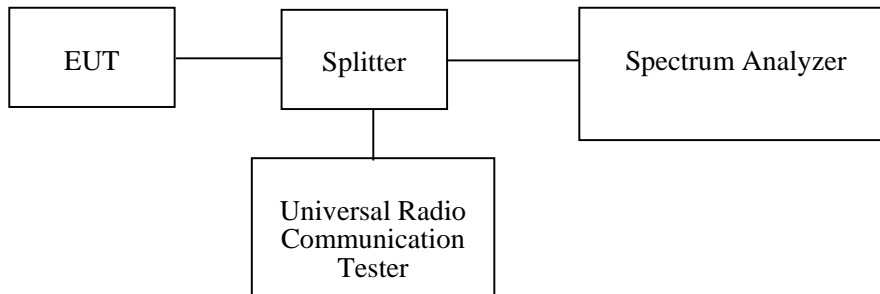 EUT
Splitter
Spectrum Analyzer
Universal Radio
Communication
Tester